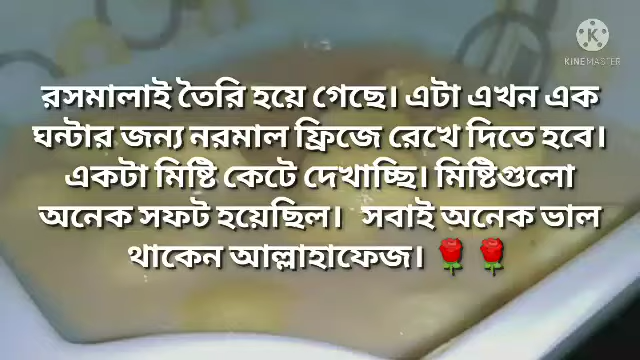 KINEMASTER
রসমালাই তৈরি হয়ে গেছে। এটা এখন এক
ঘন্টার জন্য নরমাল ফ্রিজে রেখে দিতে হবে।
একটা মিষ্টি কেটে দেখাচ্ছি। মিষ্টিগুলো
অনেক সফট হয়েছিল। সবাই অনেক ভাল
থাকেন আল্লাহাফেজ। 🌹 🌹